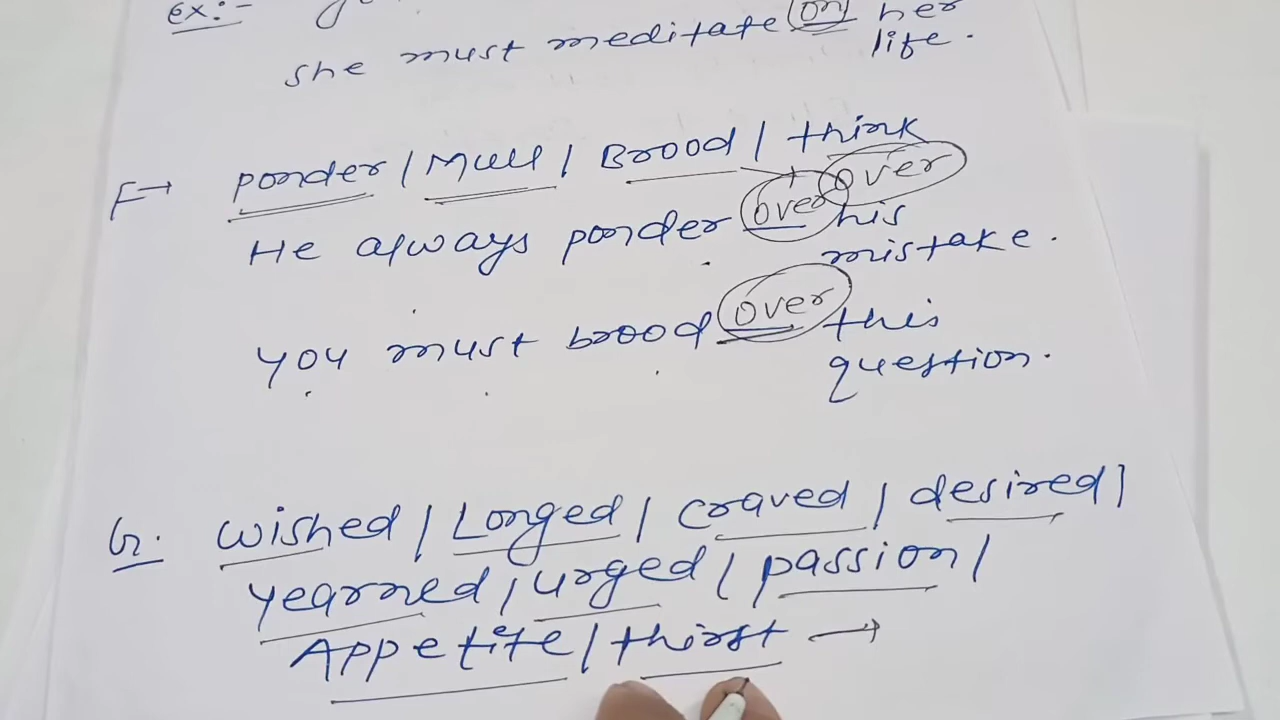 ex:-
she must meditate on her
life.
F→ ponder / Mull / Brood / think
over
He always ponder over his
mistake.
you must brood over this
question.
G. wished / Longed / craved / desired /
yearned / urged / passion /
Appetite / thirst →